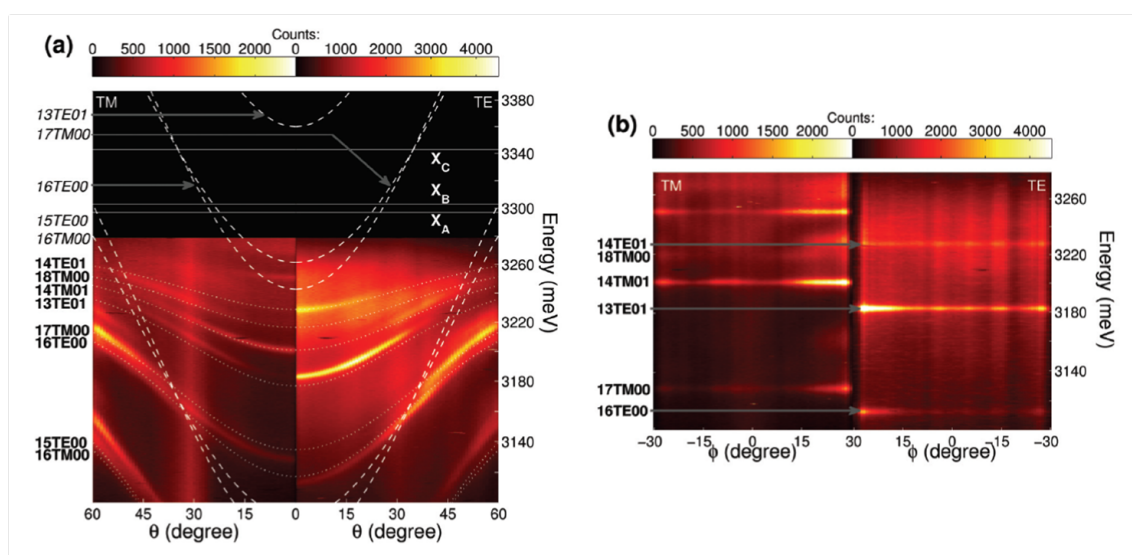 (a)
Counts:
0 500 1000 1500 2000 0 1000 2000 3000 4000
TM TE
13TE01
17TM00
16TE00
15TE00
16TM00
14TE01
18TM00
14TM01
13TE01
17TM00
16TE00
15TE00
16TM00
X_C
X_B
X_A
3380
3340
3300
3260
3220
3180
3140
Energy (meV)
60 45 30 15 0 15 30 45 60
θ (degree) θ (degree)
(b)
Counts:
0 500 1000 1500 2000 0 1000 2000 3000 4000
TM TE
14TE01
18TM00
14TM01
13TE01
17TM00
16TE00
3260
3220
3180
3140
Energy (meV)
−30 −15 0 15 30 15 0 −15 −30
ϕ (degree) ϕ (degree)